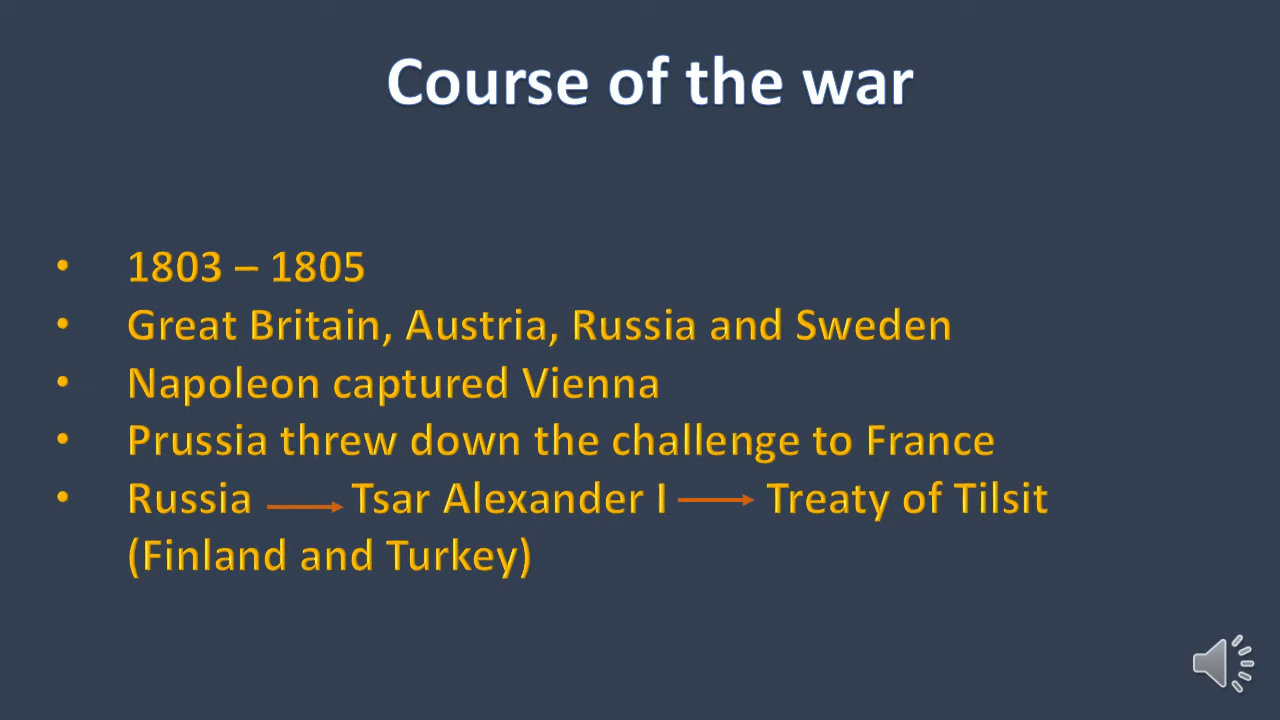 Course of the war
• 1803 – 1805
• Great Britain, Austria, Russia and Sweden
• Napoleon captured Vienna
• Prussia threw down the challenge to France
• Russia → Tsar Alexander I → Treaty of Tilsit
(Finland and Turkey)